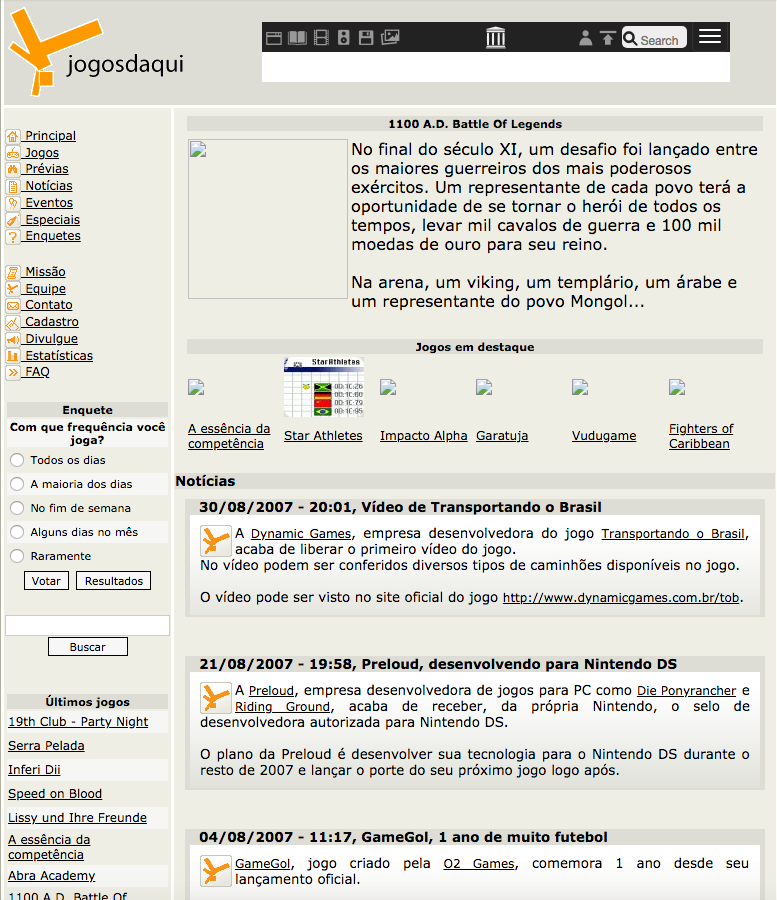 jogosdaqui
Search
Principal
Jogos
Prévias
Notícias
Eventos
Especiais
Enquetes
Missão
Equipe
Contato
Cadastro
Divulgue
Estatísticas
FAQ
Enquete
Com que frequência você
joga?
Todos os dias
A maioria dos dias
No fim de semana
Alguns dias no mês
Raramente
Votar Resultados
Buscar
Últimos jogos
19th Club - Party Night
Serra Pelada
Inferi Dii
Speed on Blood
Lissy und Ihre Freunde
A essência da
competência
Abra Academy
1100 A.D. Battle Of
1100 A.D. Battle Of Legends
No final do século XI, um desafio foi lançado entre
os maiores guerreiros dos mais poderosos
exércitos. Um representante de cada povo terá a
oportunidade de se tornar o herói de todos os
tempos, levar mil cavalos de guerra e 100 mil
moedas de ouro para seu reino.
Na arena, um viking, um templário, um árabe e
um representante do povo Mongol...
Jogos em destaque
StarAthletes
00:10:26
00:10:60
00:10:79
00:10:95
A essência da
competência
Star Athletes
Impacto Alpha
Garatuja
Vudugame
Fighters of
Caribbean
Notícias
30/08/2007 - 20:01, Vídeo de Transportando o Brasil
A Dynamic Games, empresa desenvolvedora do jogo Transportando o Brasil,
acaba de liberar o primeiro vídeo do jogo.
No vídeo podem ser conferidos diversos tipos de caminhões disponíveis no jogo.
O vídeo pode ser visto no site oficial do jogo http://www.dynamicgames.com.br/tob.
21/08/2007 - 19:58, Preloud, desenvolvendo para Nintendo DS
A Preloud, empresa desenvolvedora de jogos para PC como Die Ponyrancher e
Riding Ground, acaba de receber, da própria Nintendo, o selo de
desenvolvedora autorizada para Nintendo DS.
O plano da Preloud é desenvolver sua tecnologia para o Nintendo DS durante o
resto de 2007 e lançar o porte do seu próximo jogo logo após.
04/08/2007 - 11:17, GameGol, 1 ano de muito futebol
GameGol, jogo criado pela O2 Games, comemora 1 ano desde seu
lançamento oficial.